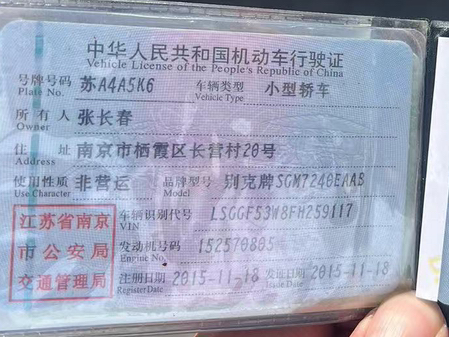 中华人民共和国机动车行驶证
Vehicle License of the People's Republic of China
号牌号码 苏A4A5K6 车辆类型 小型轿车
Plate No. Vehicle Type
所有人 张长春
Owner
住址 南京市栖霞区长营村20号
Address
使用性质 非营运 品牌型号 别克牌SGM7240EAAB
Use Character
江苏省南京
市公安局
交通管理局
车辆识别代号 LSGGF53W8FH259117
VIN
发动机号码 152570805
Engine No.
注册日期 2015-11-18 发证日期 2015-11-18
Register Date Issue Date